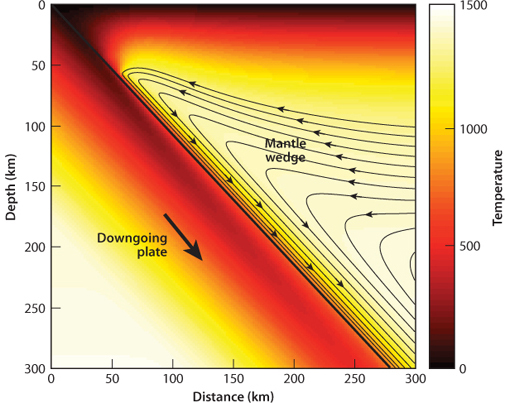 0
50
100
150
200
250
300
Depth (km)
Mantle
wedge
Downgoing
plate
0
50
100
150
200
250
300
Distance (km)
1500
1000
500
0
Temperature